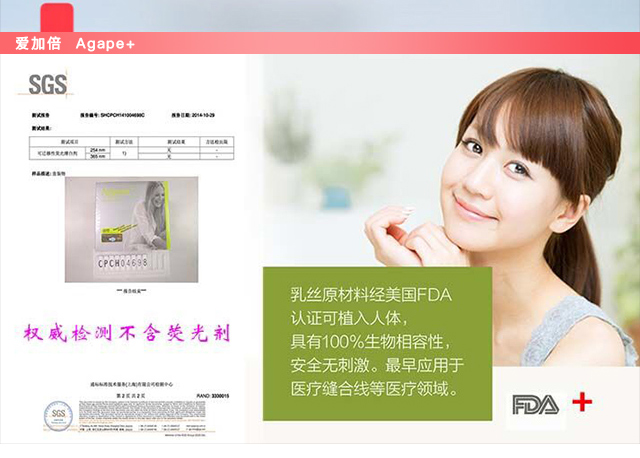 爱加倍 Agape+
SGS
测试报告 报告编号: SHCPCH141004698C 报告日期: 2014-10-29
测试结果:
测试项目 测试方法 测试结果 方法检出限
可迁移性荧光增白剂 254 nm 无 -
365 nm 无 -
样品描述:
CPCH04698
*** 报告结束 ***
权威检测不含荧光剂
乳丝原材料经美国FDA
认证可植入人体，
具有100%生物相容性，
安全无刺激。最早应用于
医疗缝合线等医疗领域。
通标标准技术服务(上海)有限公司检测中心
第 2 页 共 2 页 RAND: 3330015
SGS
FDA +